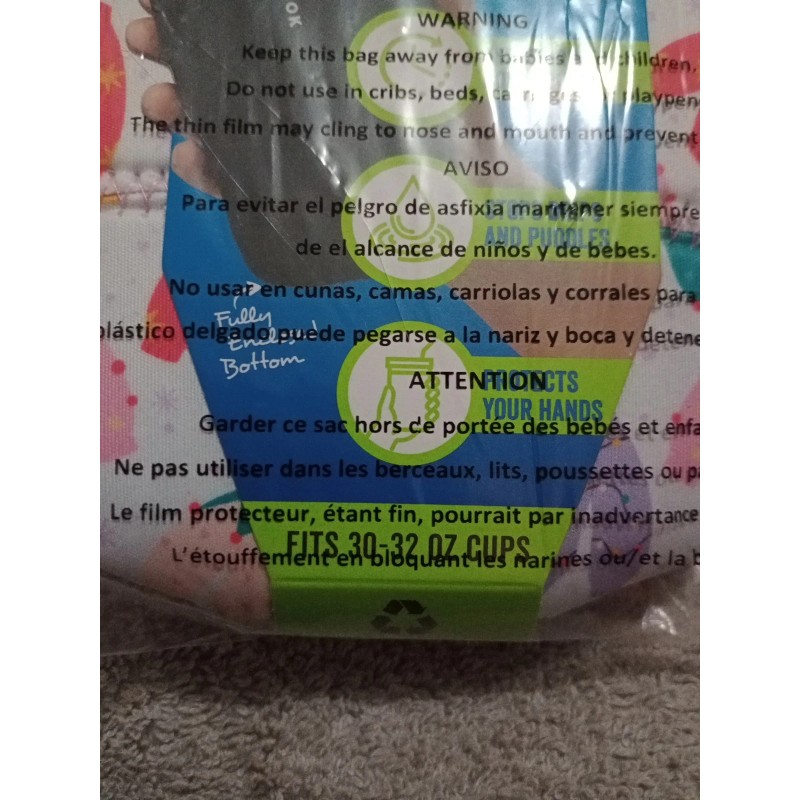 OK
WARNING
Keep this bag away from babies and children.
Do not use in cribs, beds,
The thin film may cling to nose and mouth and prevent
AVISO
Para evitar el pelgro de asfixia mantener siempre
AND PUDDLES
de el alcance de niños y de bebes.
No usar en cunas, camas, carriolas y corrales para
Fully
Enclosed
Bottom
plástico delgado puede pegarse a la nariz y boca y detene
ATTENTION
PROTECTS
YOUR HANDS
Garder ce sac hors de portée des bébés et enfa
Ne pas utiliser dans les berceaux, lits, poussettes ou pa
Le film protecteur, étant fin, pourrait par inadvertance
FITS 30-32 OZ CUPS
L'étouffement en bloquant les narines ou/et la b